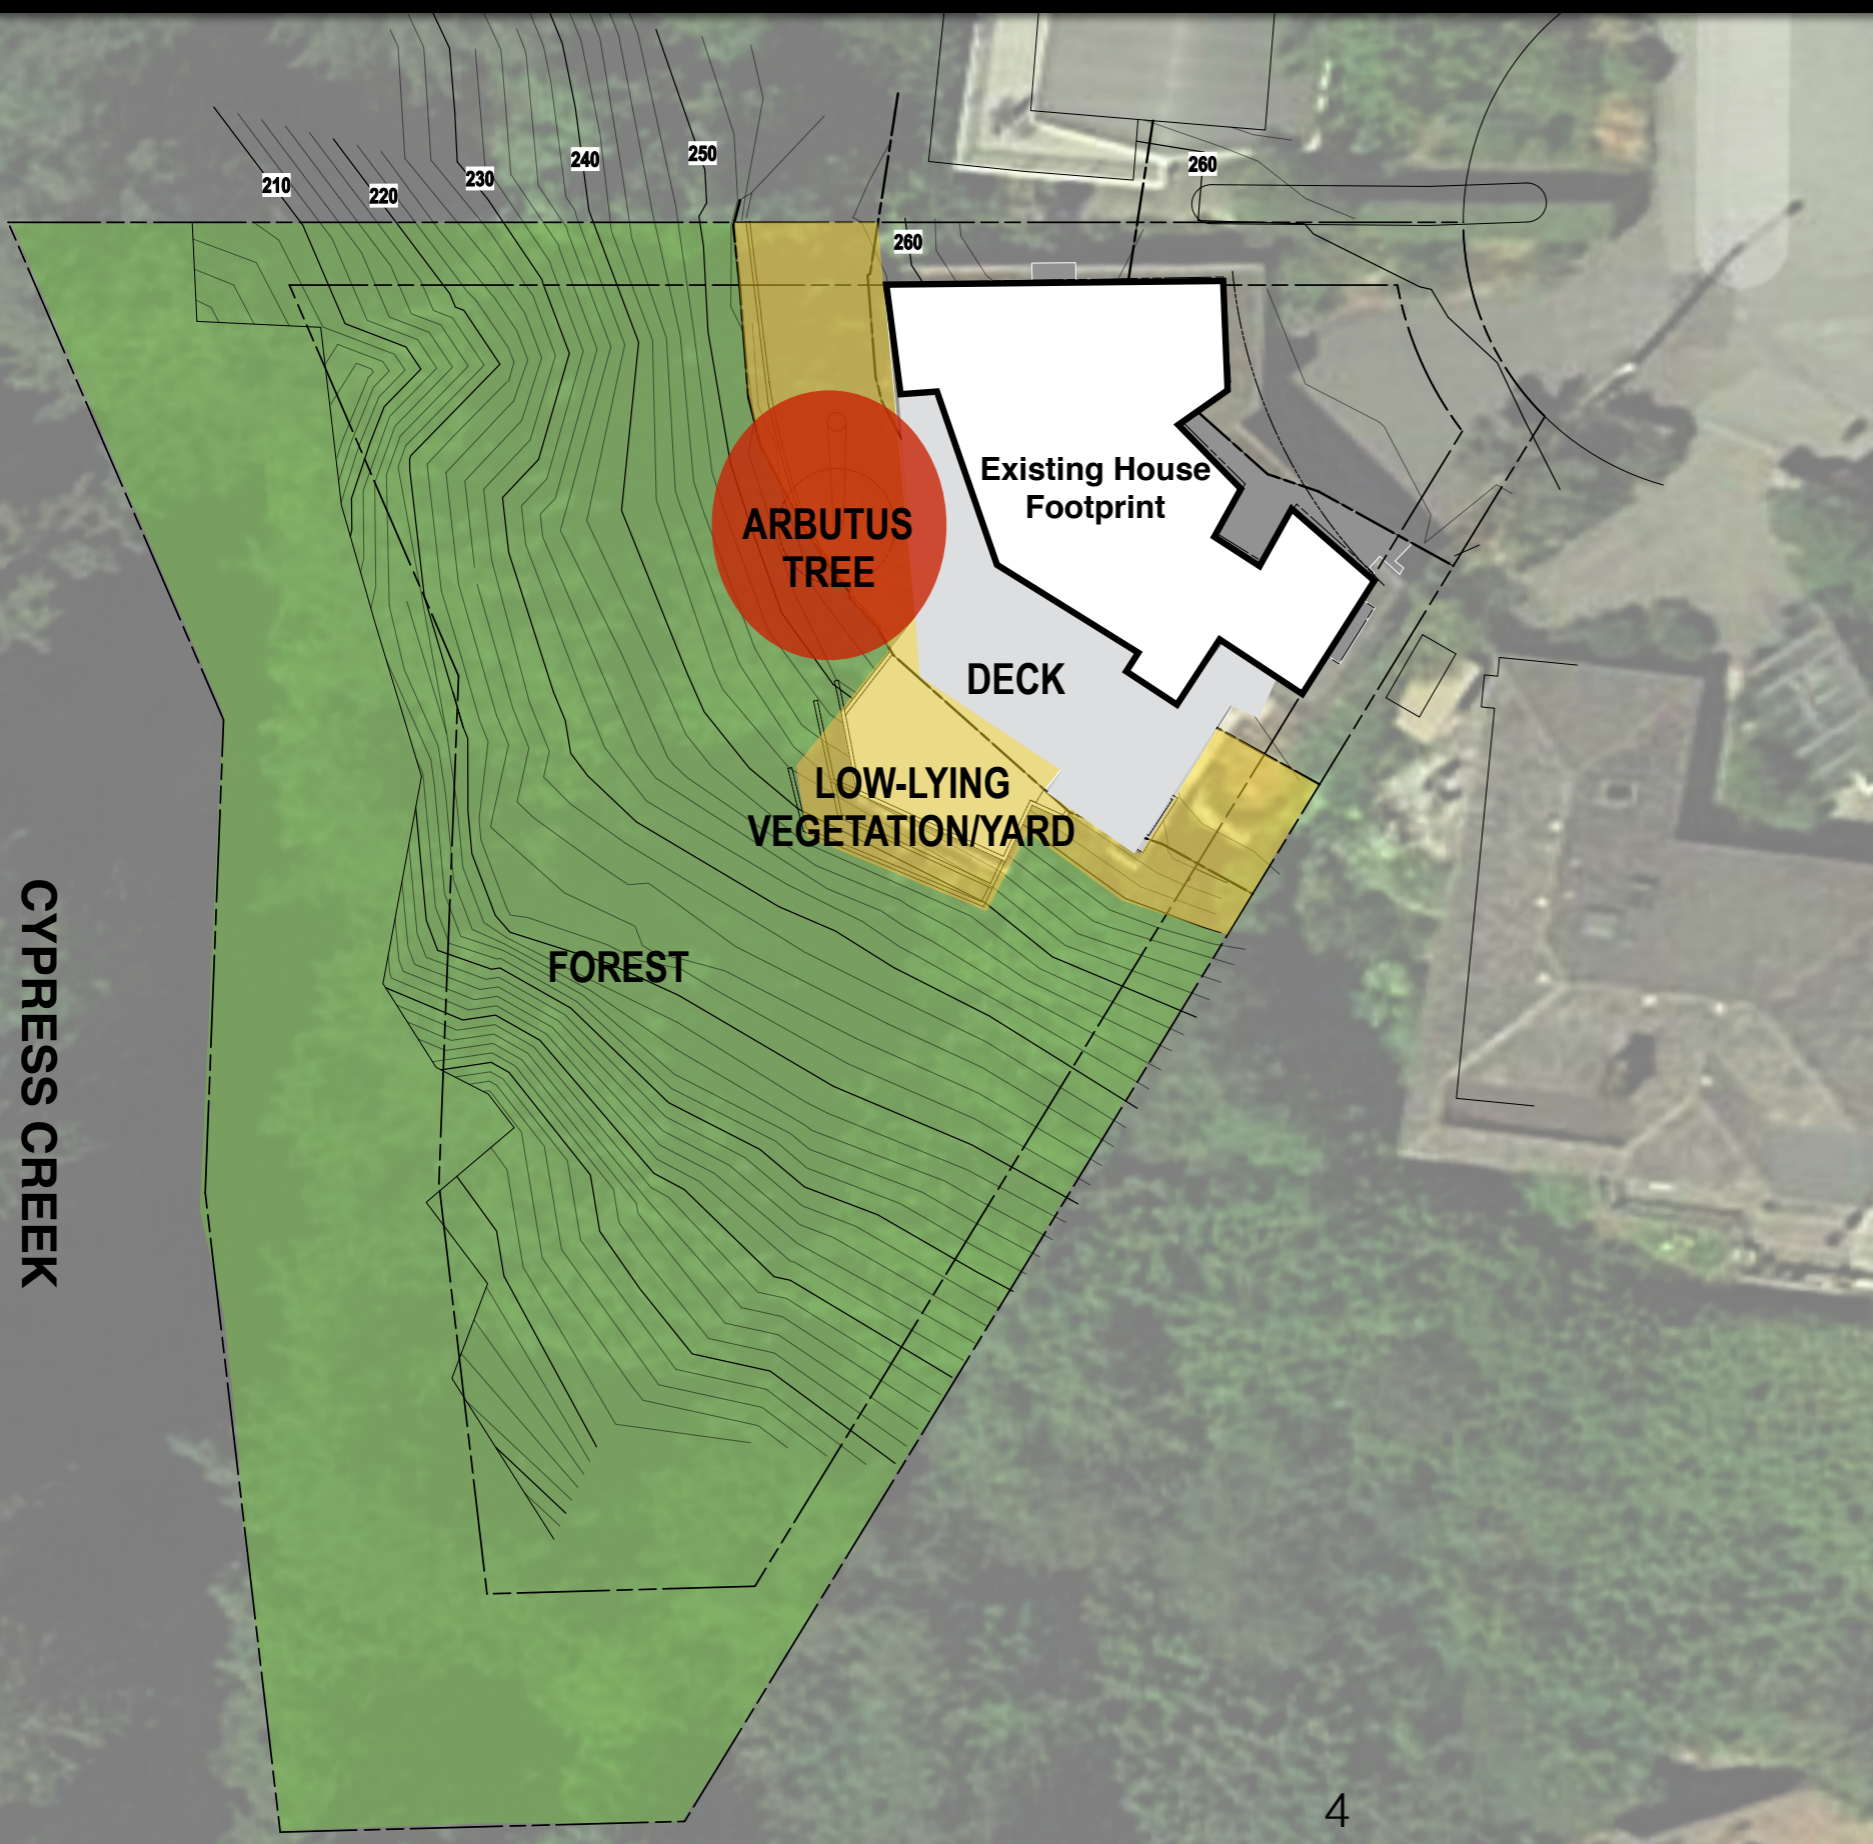 250
240
260
230
210
220
260
Existing House
Footprint
ARBUTUS
TREE
DECK
LOW-LYING
VEGETATION/YARD
FOREST
CYPRESS CREEK
4